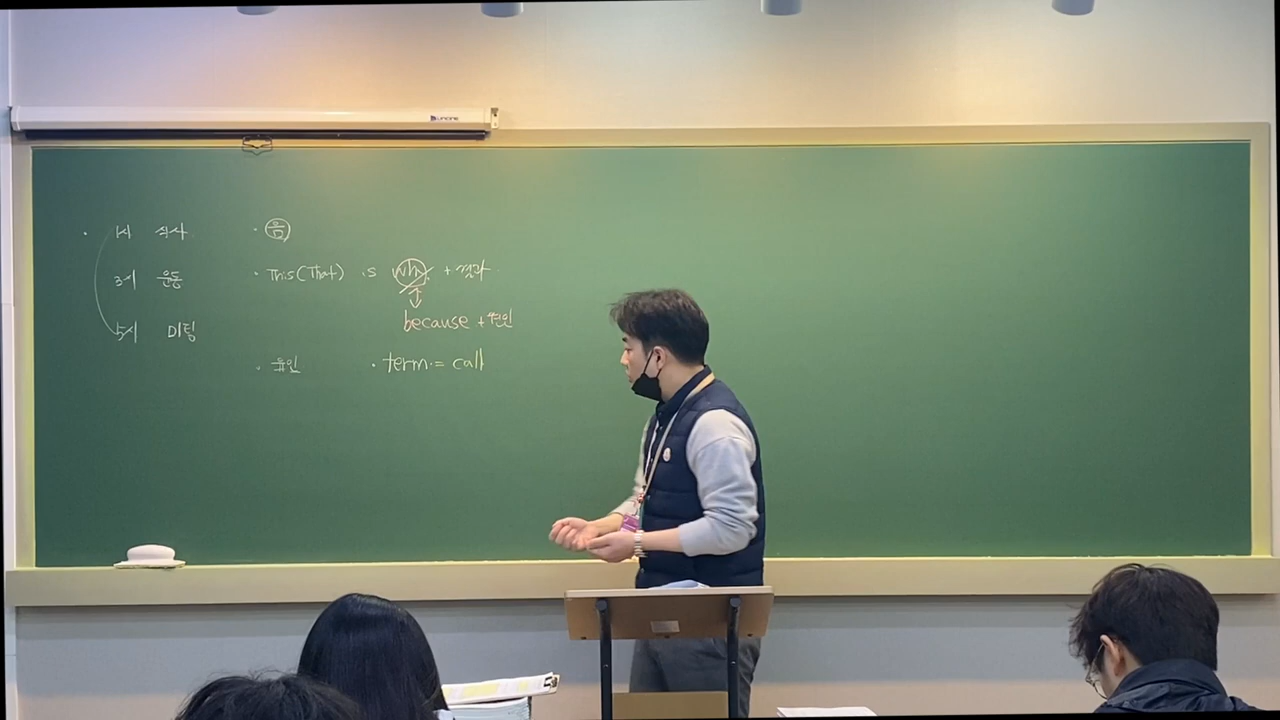 · 1시 식사
3시 운동
5시 미팅
· 음
· This(That) is why + 결과
because + 원인
· 유인 · term = call